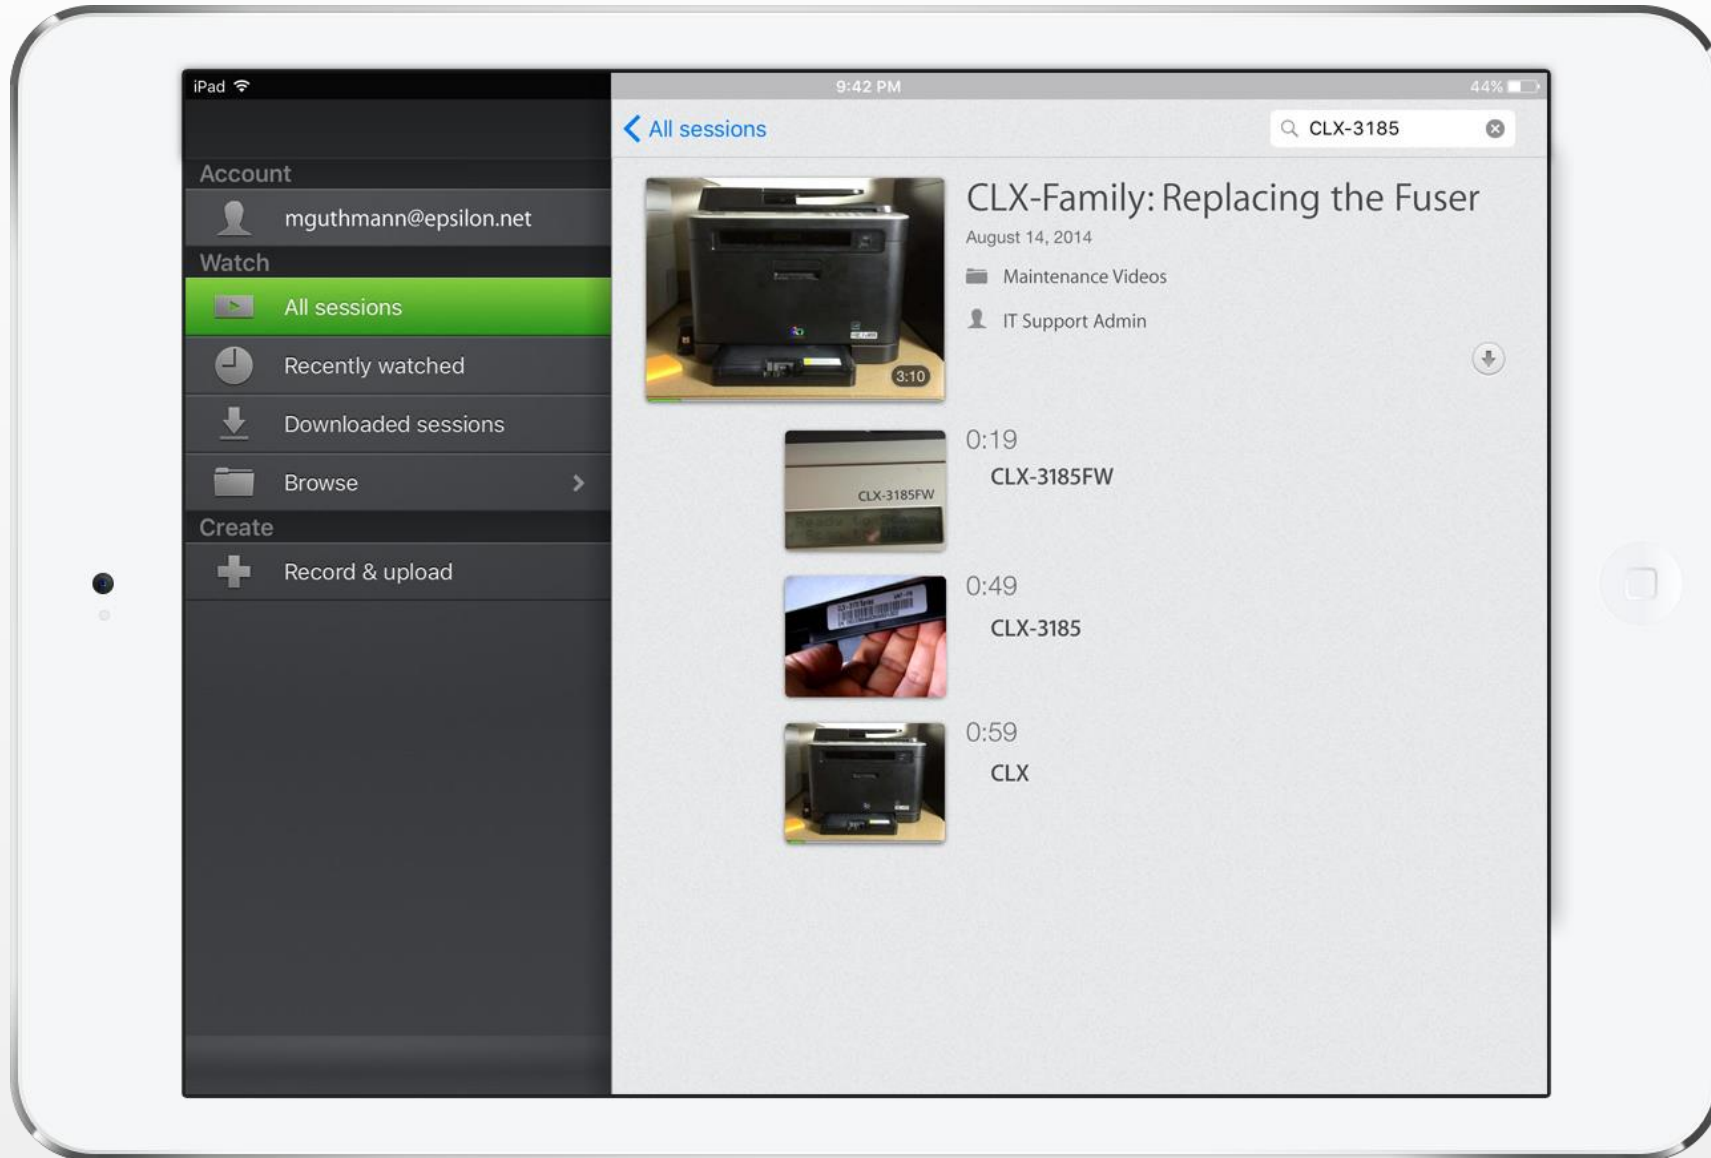 iPad
9:42 PM
44%
All sessions
CLX-3185
Account
mguthmann@epsilon.net
Watch
All sessions
Recently watched
Downloaded sessions
Browse
Create
Record & upload
CLX-Family: Replacing the Fuser
August 14, 2014
Maintenance Videos
IT Support Admin
3:10
0:19
CLX-3185FW
CLX-3185FW
Ready to
0:49
CLX-3185
0:59
CLX